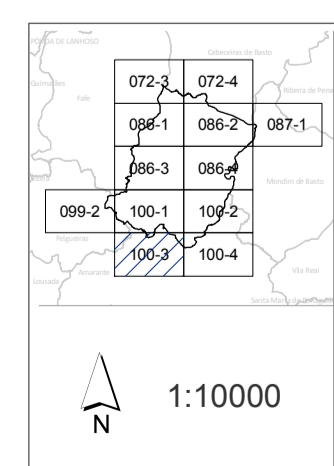 PÓVOA DE LANHOSO
Cabeceiras de Basto
072-3 072-4
Guimarães
Ribeira de Pena
Fafe
086-1 086-2 087-1
086-3 086-4
Mondim de Basto
099-2 100-1 100-2
Felgueiras
100-3 100-4
Vila Real
Lousada
Amarante
N
1:10000